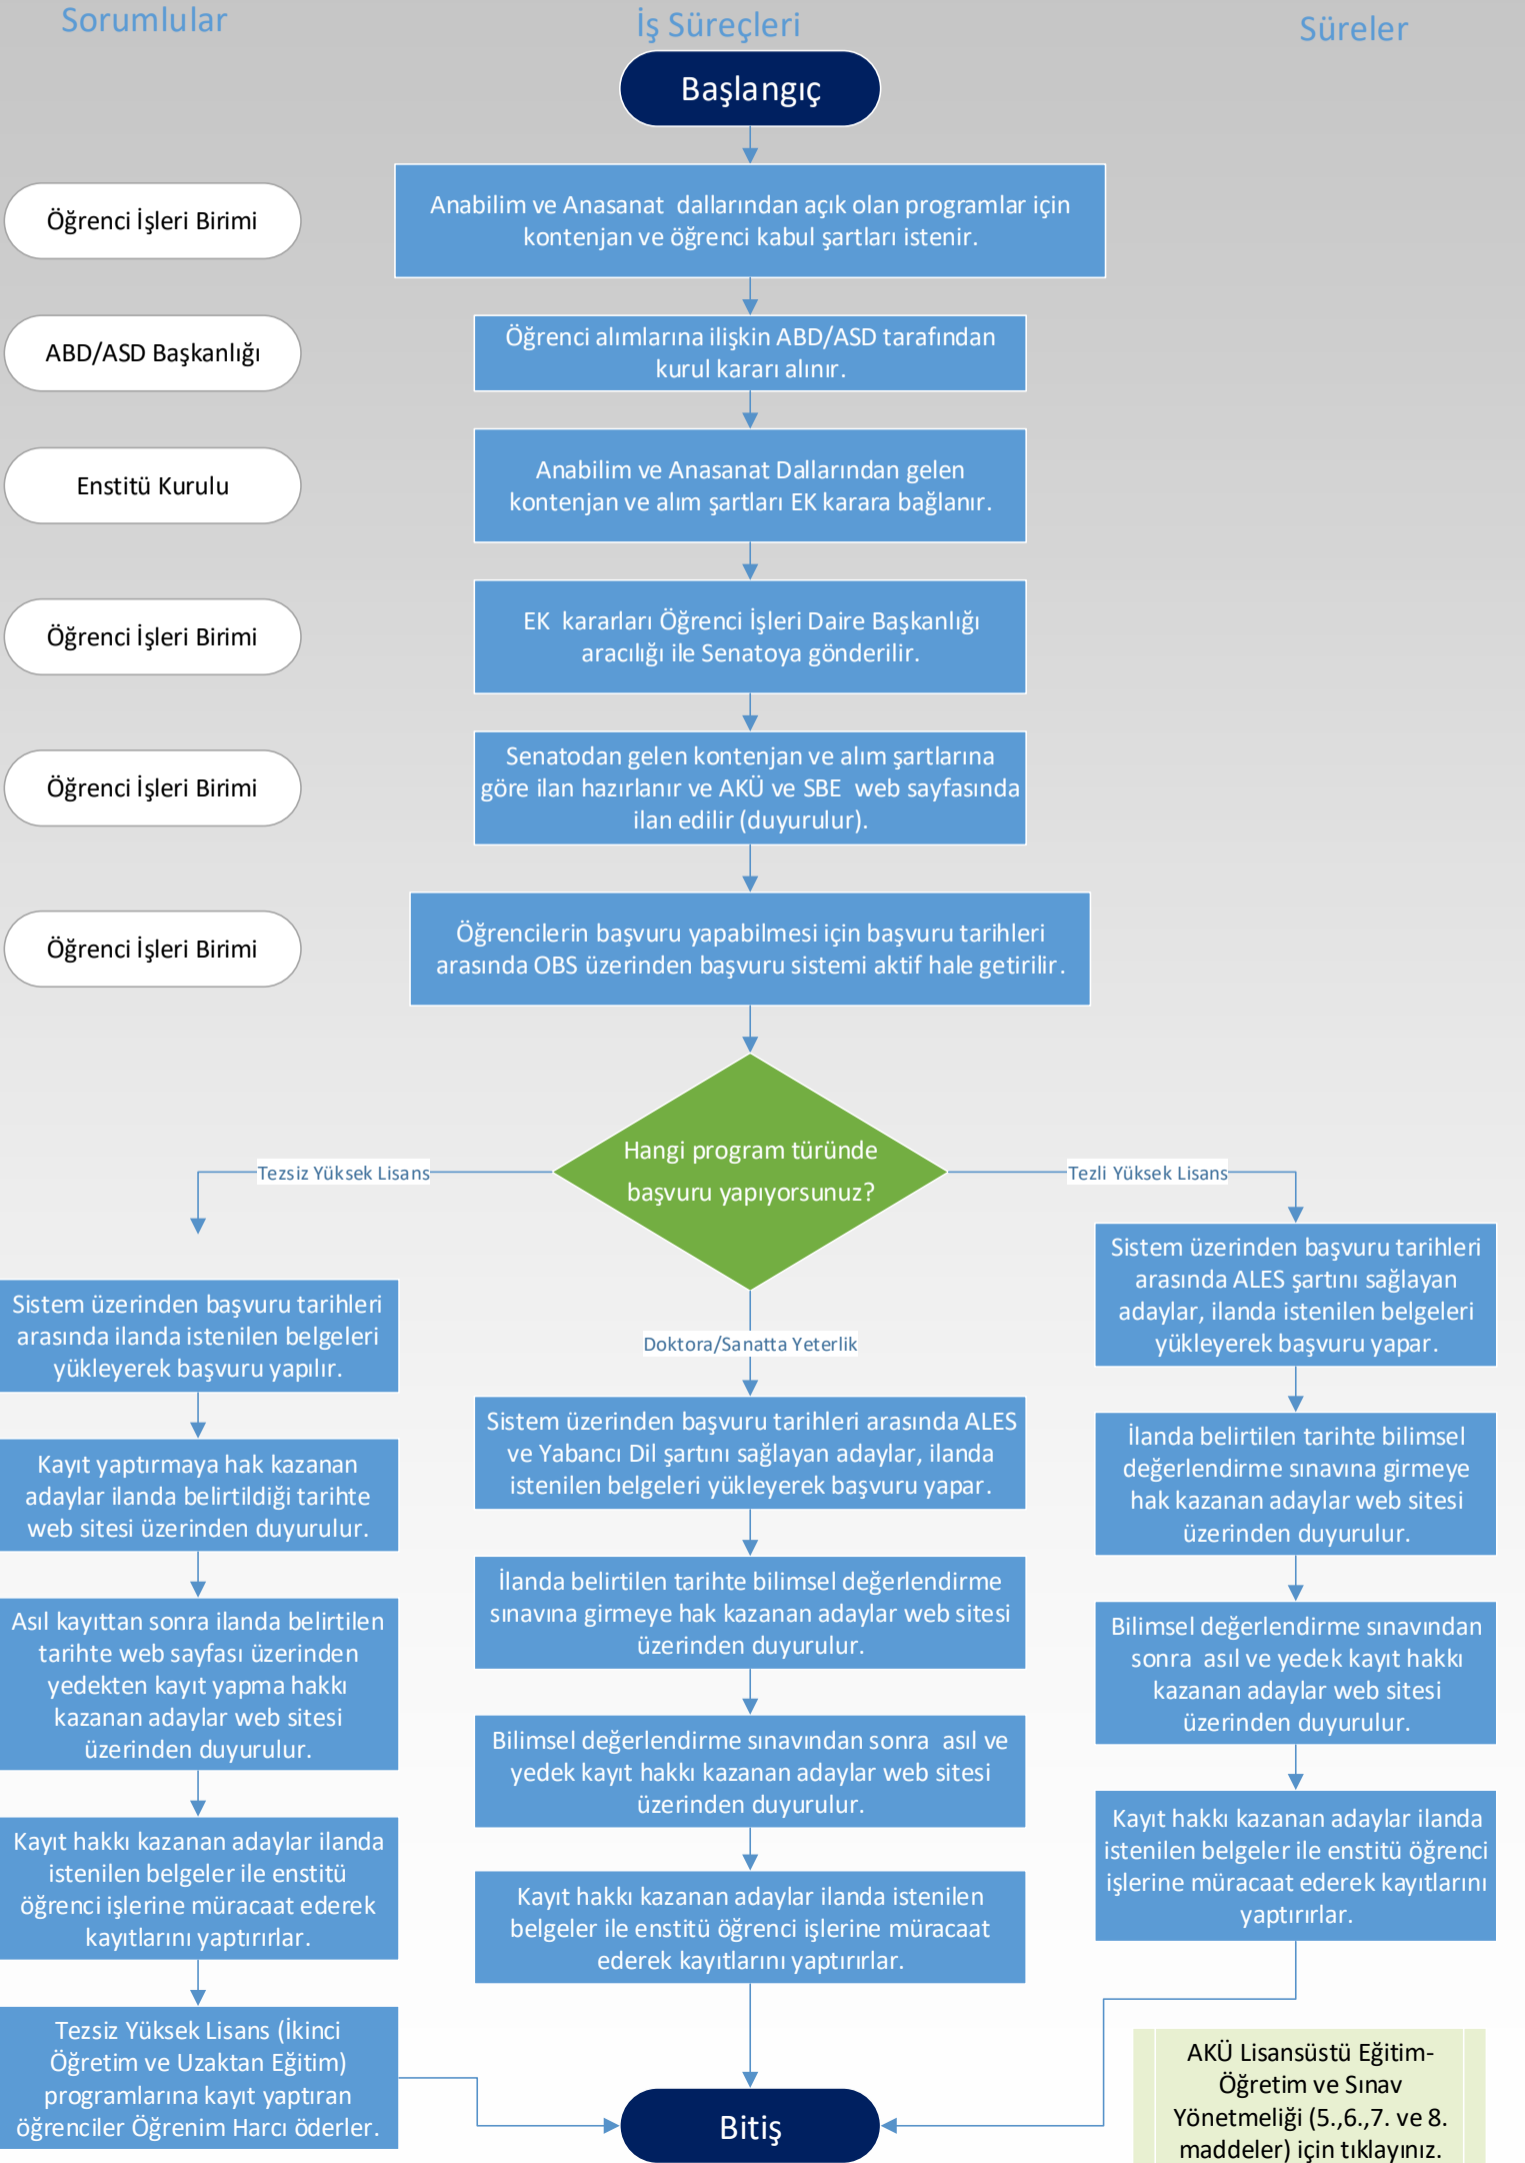 Sorumlular
İş Süreçleri
Süreler
Başlangıç
Öğrenci İşleri Birimi
Anabilim ve Anasanat dallarından açık olan programlar için
kontenjan ve öğrenci kabul şartları istenir.
ABD/ASD Başkanlığı
Öğrenci alımlarına ilişkin ABD/ASD tarafından
kurul kararı alınır.
Enstitü Kurulu
Anabilim ve Anasanat Dallarından gelen
kontenjan ve alım şartları EK karara bağlanır.
Öğrenci İşleri Birimi
EK kararları Öğrenci İşleri Daire Başkanlığı
aracılığı ile Senatoya gönderilir.
Öğrenci İşleri Birimi
Senatodan gelen kontenjan ve alım şartlarına
göre ilan hazırlanır ve AKÜ ve SBE web sayfasında
ilan edilir (duyurulur).
Öğrenci İşleri Birimi
Öğrencilerin başvuru yapabilmesi için başvuru tarihleri
arasında OBS üzerinden başvuru sistemi aktif hale getirilir.
Hangi program türünde
başvuru yapıyorsunuz?
Tezsiz Yüksek Lisans
Sistem üzerinden başvuru tarihleri
arasında ilanda istenilen belgeleri
yükleyerek başvuru yapılır.
Kayıt yaptırmaya hak kazanan
adaylar ilanda belirtildiği tarihte
web sitesi üzerinden duyurulur.
Asıl kayıttan sonra ilanda belirtilen
tarihte web sayfası üzerinden
yedekten kayıt yapma hakkı
kazanan adaylar web sitesi
üzerinden duyurulur.
Kayıt hakkı kazanan adaylar ilanda
istenilen belgeler ile enstitü
öğrenci işlerine müracaat ederek
kayıtlarını yaptırırlar.
Tezsiz Yüksek Lisans (İkinci
Öğretim ve Uzaktan Eğitim)
programlarına kayıt yaptıran
öğrenciler Öğrenim Harcı öderler.
Doktora/Sanatta Yeterlik
Sistem üzerinden başvuru tarihleri arasında ALES
ve Yabancı Dil şartını sağlayan adaylar, ilanda
istenilen belgeleri yükleyerek başvuru yapar.
İlanda belirtilen tarihte bilimsel değerlendirme
sınavına girmeye hak kazanan adaylar web sitesi
üzerinden duyurulur.
Bilimsel değerlendirme sınavından sonra asıl ve
yedek kayıt hakkı kazanan adaylar web sitesi
üzerinden duyurulur.
Kayıt hakkı kazanan adaylar ilanda istenilen
belgeler ile enstitü öğrenci işlerine müracaat
ederek kayıtlarını yaptırırlar.
Tezli Yüksek Lisans
Sistem üzerinden başvuru tarihleri
arasında ALES şartını sağlayan
adaylar, ilanda istenilen belgeleri
yükleyerek başvuru yapar.
İlanda belirtilen tarihte bilimsel
değerlendirme sınavına girmeye
hak kazanan adaylar web sitesi
üzerinden duyurulur.
Bilimsel değerlendirme sınavından
sonra asıl ve yedek kayıt hakkı
kazanan adaylar web sitesi
üzerinden duyurulur.
Kayıt hakkı kazanan adaylar ilanda
istenilen belgeler ile enstitü öğrenci
işlerine müracaat ederek kayıtlarını
yaptırırlar.
Bitiş
AKÜ Lisansüstü Eğitim-
Öğretim ve Sınav
Yönetmeliği (5.,6.,7. ve 8.
maddeler) için tıklayınız.